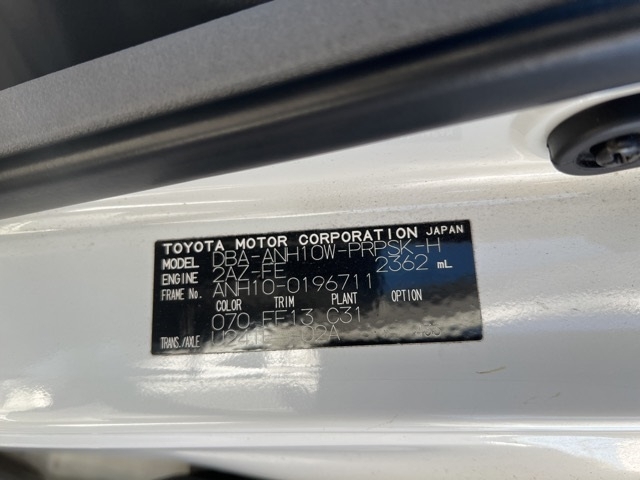 TOYOTA MOTOR CORPORATION JAPAN
MODEL DBA-ANH10W-PRPSK-H
ENGINE 2AZ-FE 2362 mL
FRAME No. ANH10-0196711
COLOR TRIM PLANT OPTION
070 FF13 C31
TRANS./AXLE